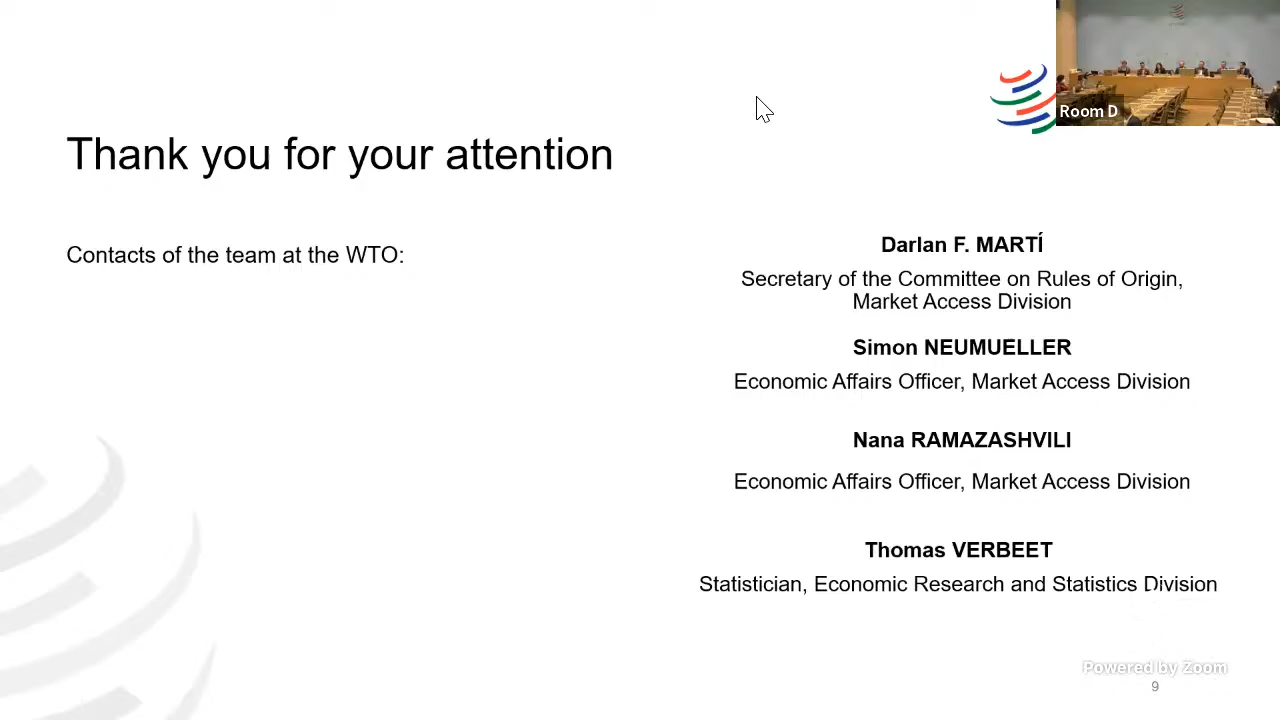 Room D
Thank you for your attention
Contacts of the team at the WTO:
Darlan F. MARTÍ
Secretary of the Committee on Rules of Origin,
Market Access Division
Simon NEUMUELLER
Economic Affairs Officer, Market Access Division
Nana RAMAZASHVILI
Economic Affairs Officer, Market Access Division
Thomas VERBEET
Statistician, Economic Research and Statistics Division
Powered by Zoom
9